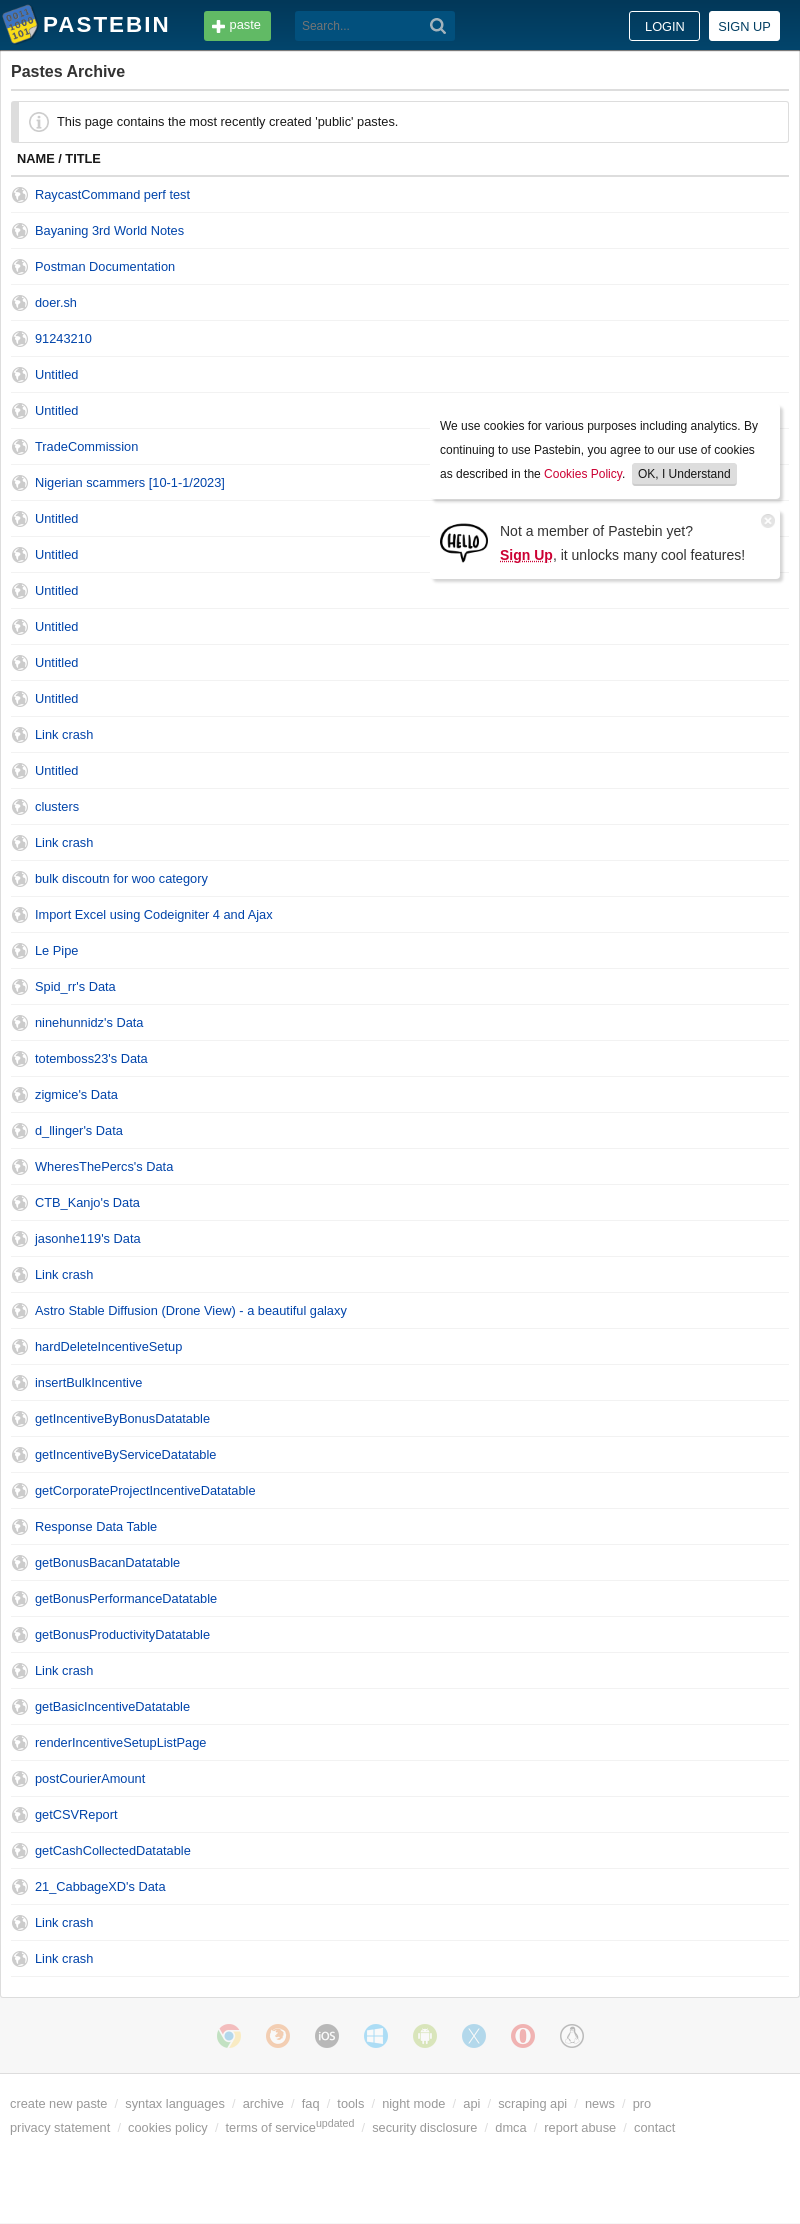 PASTEBIN
paste
Search...
LOGIN
SIGN UP
Pastes Archive
This page contains the most recently created 'public' pastes.
NAME / TITLE
RaycastCommand perf test
Bayaning 3rd World Notes
Postman Documentation
doer.sh
91243210
Untitled
Untitled
TradeCommission
Nigerian scammers [10-1-1/2023]
Untitled
Untitled
Untitled
Untitled
Untitled
Untitled
Link crash
Untitled
clusters
Link crash
bulk discoutn for woo category
Import Excel using Codeigniter 4 and Ajax
Le Pipe
Spid_rr's Data
ninehunnidz's Data
totemboss23's Data
zigmice's Data
d_llinger's Data
WheresThePercs's Data
CTB_Kanjo's Data
jasonhe119's Data
Link crash
Astro Stable Diffusion (Drone View) - a beautiful galaxy
hardDeleteIncentiveSetup
insertBulkIncentive
getIncentiveByBonusDatatable
getIncentiveByServiceDatatable
getCorporateProjectIncentiveDatatable
Response Data Table
getBonusBacanDatatable
getBonusPerformanceDatatable
getBonusProductivityDatatable
Link crash
getBasicIncentiveDatatable
renderIncentiveSetupListPage
postCourierAmount
getCSVReport
getCashCollectedDatatable
21_CabbageXD's Data
Link crash
Link crash
We use cookies for various purposes including analytics. By
continuing to use Pastebin, you agree to our use of cookies
as described in the Cookies Policy. OK, I Understand
HELLO
Not a member of Pastebin yet?
Sign Up, it unlocks many cool features!
iOS
create new paste / syntax languages / archive / faq / tools / night mode / api / scraping api / news / pro
privacy statement / cookies policy / terms of service updated / security disclosure / dmca / report abuse / contact